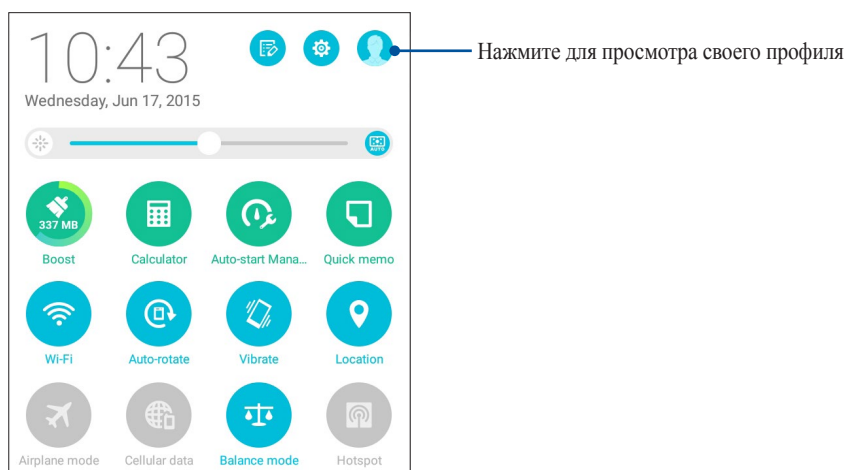 10:43
Wednesday, Jun 17, 2015
Нажмите для просмотра своего профиля
AUTO
337 MB
Boost Calculator Auto-start Mana... Quick memo
Wi-Fi Auto-rotate Vibrate Location
Airplane mode Cellular data Balance mode Hotspot